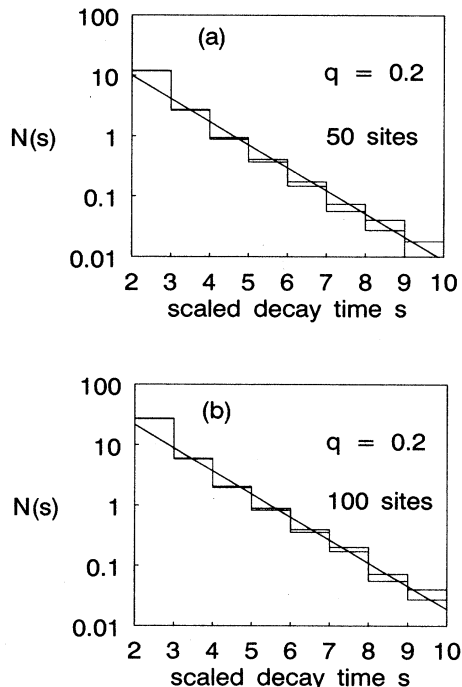 100
(a)
q = 0.2
10
N(s)
1
50 sites
0.1
0.01
2 3 4 5 6 7 8 9 10
scaled decay time s
100
(b)
q = 0.2
10
N(s)
1
100 sites
0.1
0.01
2 3 4 5 6 7 8 9 10
scaled decay time s